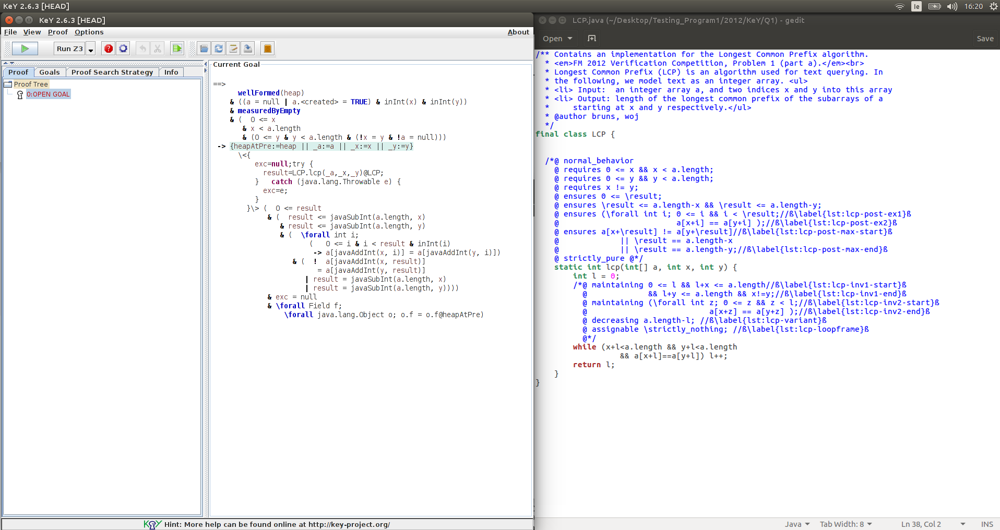 KeY 2.6.3 [HEAD]
Ie
16:20
KeY 2.6.3 [HEAD]
File View Proof Options About
Run Z3
Proof Goals Proof Search Strategy Info
Proof Tree
0:OPEN GOAL
Current Goal
==>
wellFormed(heap)
& ((a = null | a.<created> = TRUE) & inInt(x) & inInt(y))
& measuredByEmpty
& (  0 <= x
& x < a.length
& (0 <= y & y < a.length & (!x = y & !a = null)))
-> {heapAtPre:=heap || _a:=a || _x:=x || _y:=y}
\<{
exc=null;try {
result=LCP.lcp(_a,_x,_y)@LCP;
}   catch (java.lang.Throwable e) {
exc=e;
}
}\> (  0 <= result
& (  result <= javaSubInt(a.length, x)
& result <= javaSubInt(a.length, y)
& (  \forall int i;
(   0 <= i & i < result & inInt(i)
-> a[javaAddInt(x, i)] = a[javaAddInt(y, i)])
& (  !  a[javaAddInt(x, result)]
= a[javaAddInt(y, result)]
| result = javaSubInt(a.length, x)
| result = javaSubInt(a.length, y))))
& exc = null
& \forall Field f;
\forall java.lang.Object o; o.f = o.f@heapAtPre)
KeY Hint: More help can be found online at http://key-project.org/
LCP.java (~/Desktop/Testing_Program1/2012/KeY/Q1) - gedit
Open Save
/** Contains an implementation for the Longest Common Prefix algorithm.
* <em>FM 2012 Verification Competition, Problem 1 (part a).</em><br>
* Longest Common Prefix (LCP) is an algorithm used for text querying. In
* the following, we model text as an integer array. <ul>
* <li> Input:  an integer array a, and two indices x and y into this array
* <li> Output: length of the longest common prefix of the subarrays of a
*     starting at x and y respectively.</ul>
* @author bruns, woj
*/
final class LCP {
/*@ normal_behavior
@ requires 0 <= x && x < a.length;
@ requires 0 <= y && y < a.length;
@ requires x != y;
@ ensures 0 <= \result;
@ ensures \result <= a.length-x && \result <= a.length-y;
@ ensures (\forall int i; 0 <= i && i < \result;//ß\label{lst:lcp-post-ex1}ß
@                         a[x+i] == a[y+i] );//ß\label{lst:lcp-post-ex2}ß
@ ensures a[x+\result] != a[y+\result]//ß\label{lst:lcp-post-max-start}ß
@             || \result == a.length-x
@             || \result == a.length-y;//ß\label{lst:lcp-post-max-end}ß
@ strictly_pure @*/
static int lcp(int[] a, int x, int y) {
int l = 0;
/*@ maintaining 0 <= l && l+x <= a.length//ß\label{lst:lcp-inv1-start}ß
@             && l+y <= a.length && x!=y;//ß\label{lst:lcp-inv1-end}ß
@ maintaining (\forall int z; 0 <= z && z < l;//ß\label{lst:lcp-inv2-start}ß
@                          a[x+z] == a[y+z] );//ß\label{lst:lcp-inv2-end}ß
@ decreasing a.length-l; //ß\label{lst:lcp-variant}ß
@ assignable \strictly_nothing; //ß\label{lst:lcp-loopframe}ß
@*/
while (x+l<a.length && y+l<a.length
&& a[x+l]==a[y+l]) l++;
return l;
}
}
Java Tab Width: 8 Ln 38, Col 2 INS